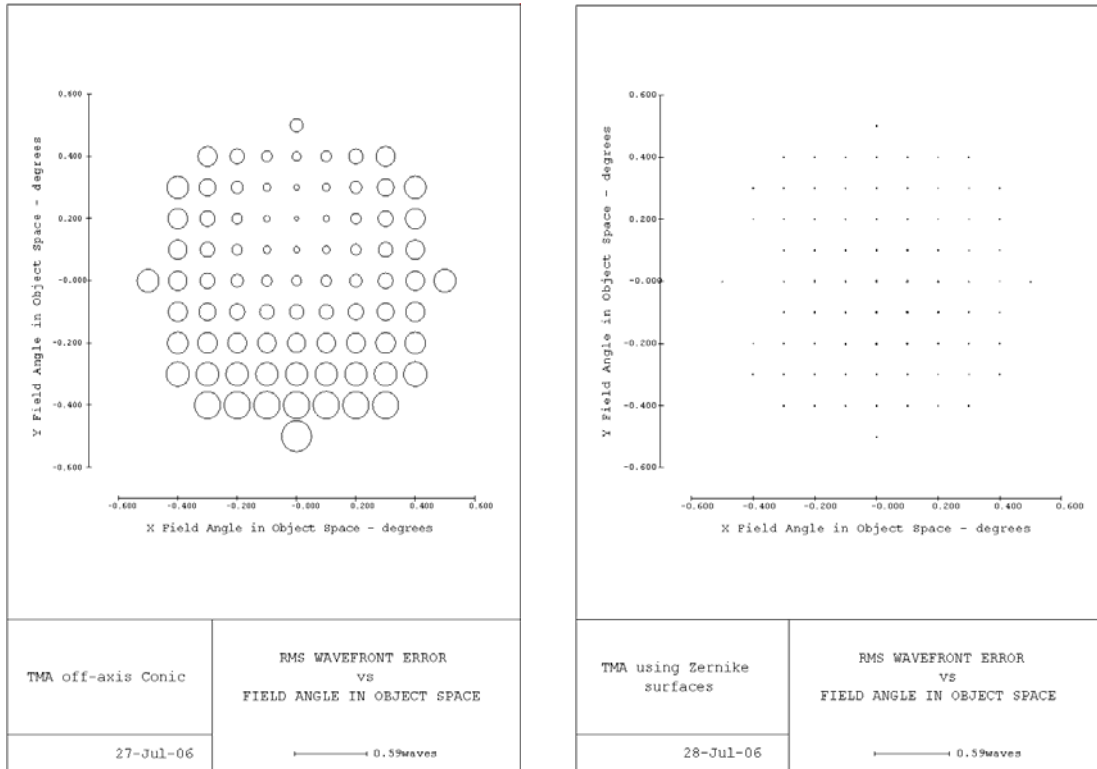 0.600
0.400
0.200
-0.000
-0.200
-0.400
-0.600
Y Field Angle in Object Space - degrees
-0.600
-0.400
-0.200
-0.000
0.200
0.400
0.600
X Field Angle in Object Space - degrees
TMA off-axis Conic
27-Jul-06
RMS WAVEFRONT ERROR
vs
FIELD ANGLE IN OBJECT SPACE
0.59waves
0.600
0.400
0.200
-0.000
-0.200
-0.400
-0.600
Y Field Angle in Object Space - degrees
-0.600
-0.400
-0.200
-0.000
0.200
0.400
0.600
X Field Angle in Object Space - degrees
TMA using Zernike
surfaces
28-Jul-06
RMS WAVEFRONT ERROR
vs
FIELD ANGLE IN OBJECT SPACE
0.59waves